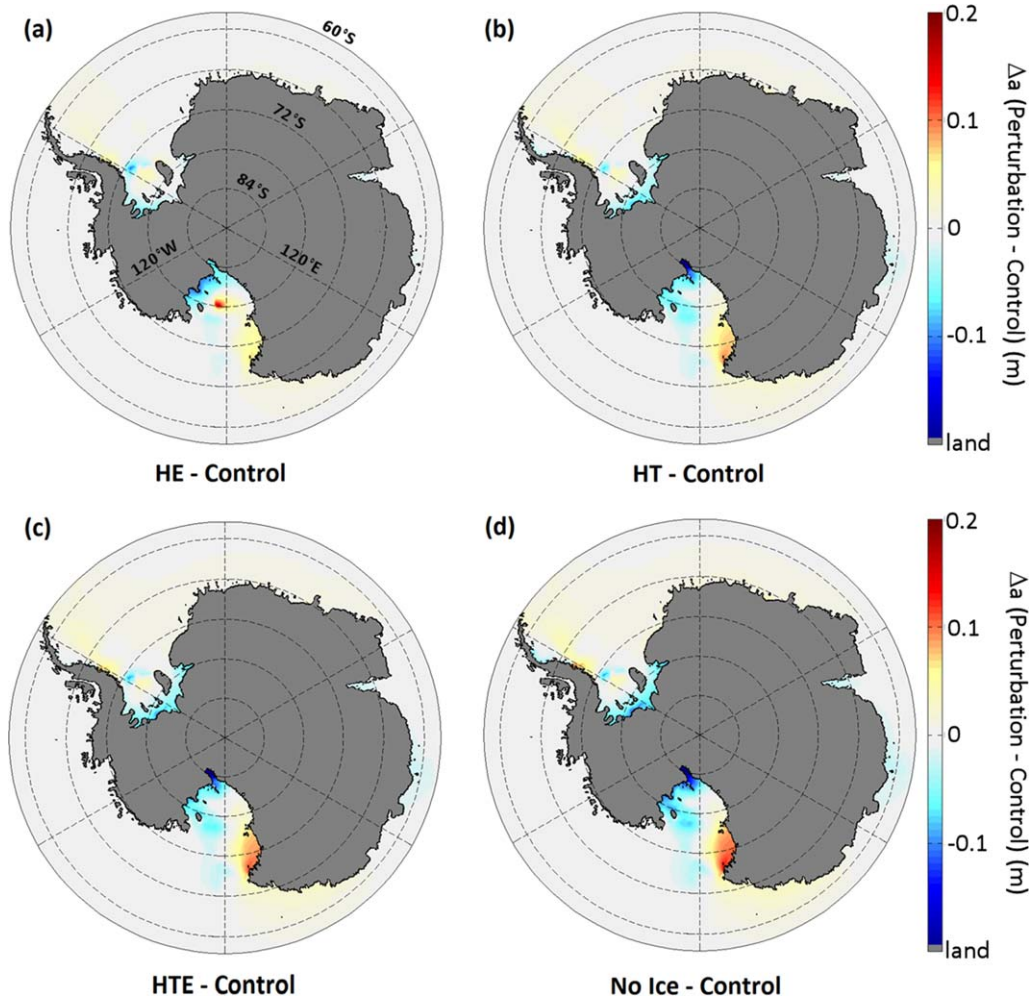 (a)
60°S
72°S
84°S
120°W
120°E
HE - Control
(b)
HT - Control
0.2
0.1
0
-0.1
land
Δa (Perturbation - Control) (m)
(c)
HTE - Control
(d)
No Ice - Control
0.2
0.1
0
-0.1
land
Δa (Perturbation - Control) (m)